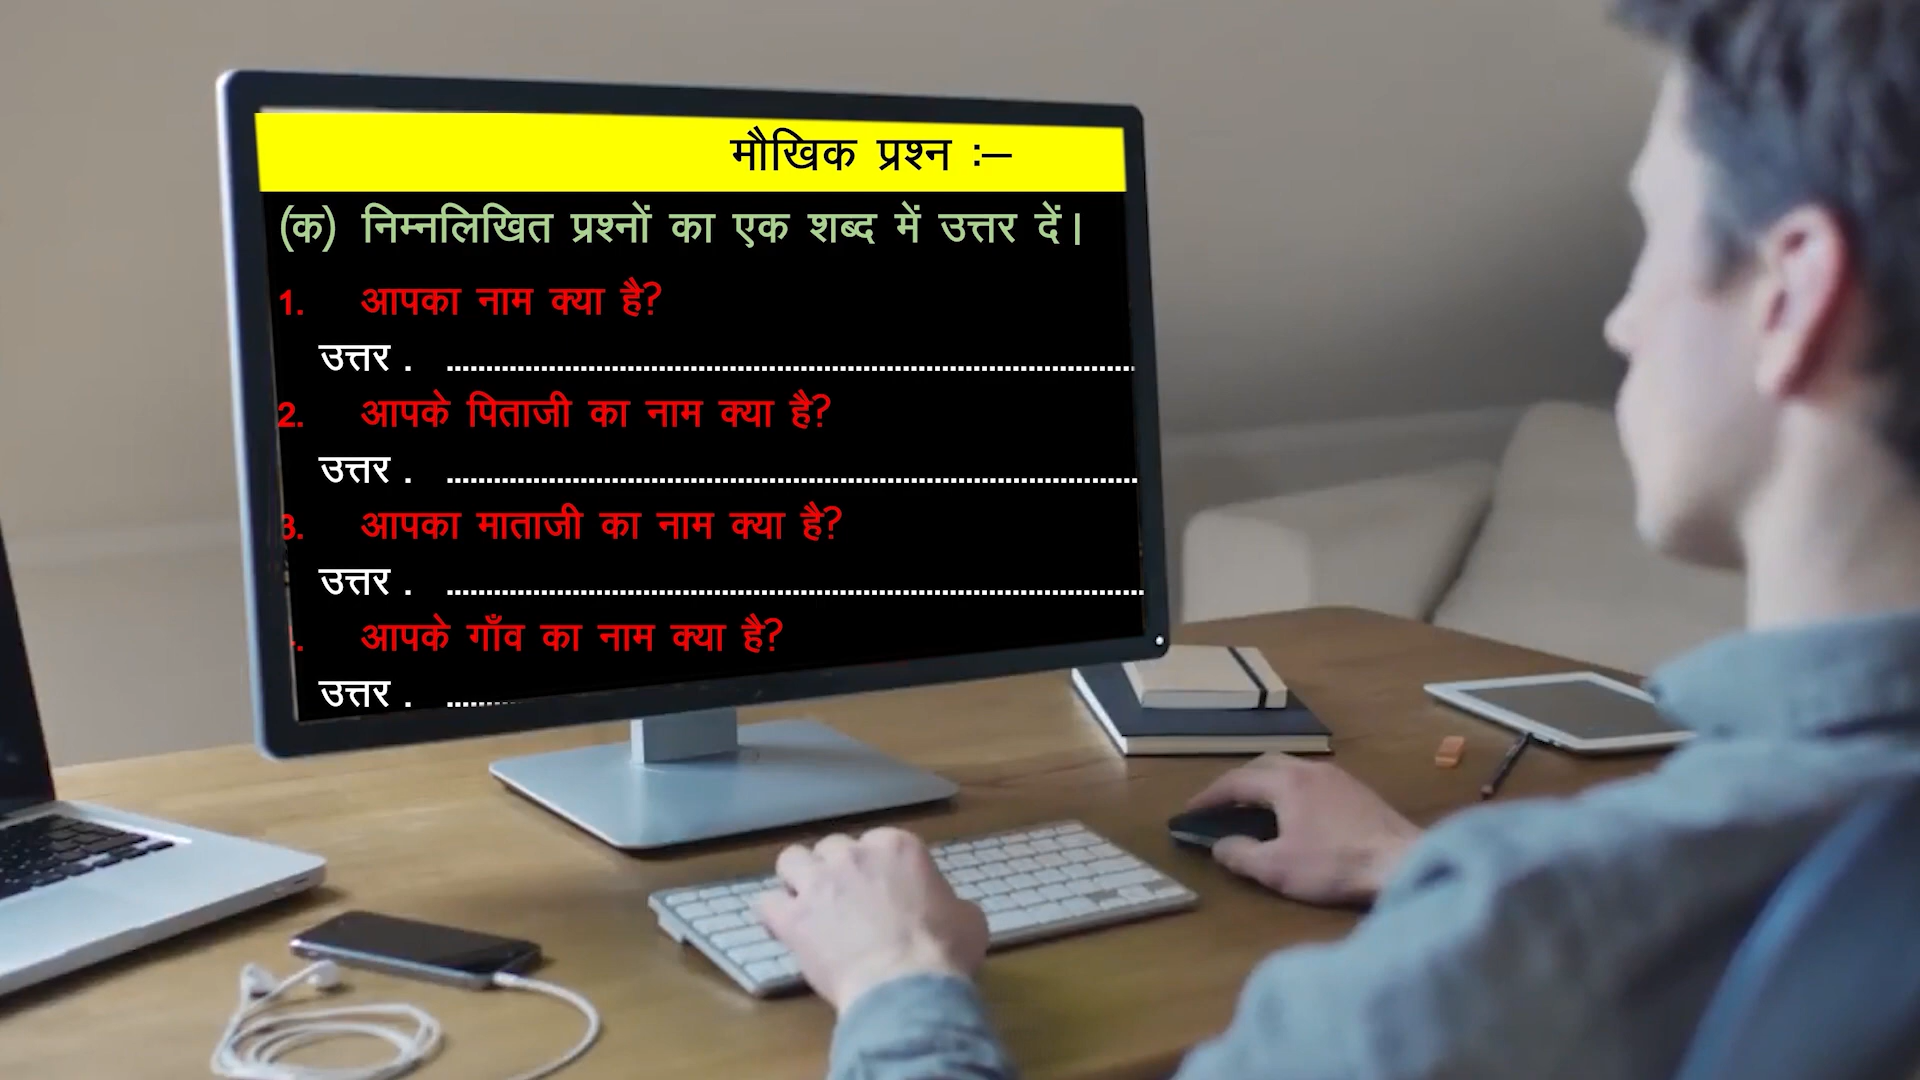 मौखिक प्रश्न :–
(क) निम्नलिखित प्रश्नों का एक शब्द में उत्तर दें।
1. आपका नाम क्या है?
उत्तर . ........................................................................................
2. आपके पिताजी का नाम क्या है?
उत्तर . ........................................................................................
3. आपका माताजी का नाम क्या है?
उत्तर . ........................................................................................
आपके गाँव का नाम क्या है?
उत्तर . ..........